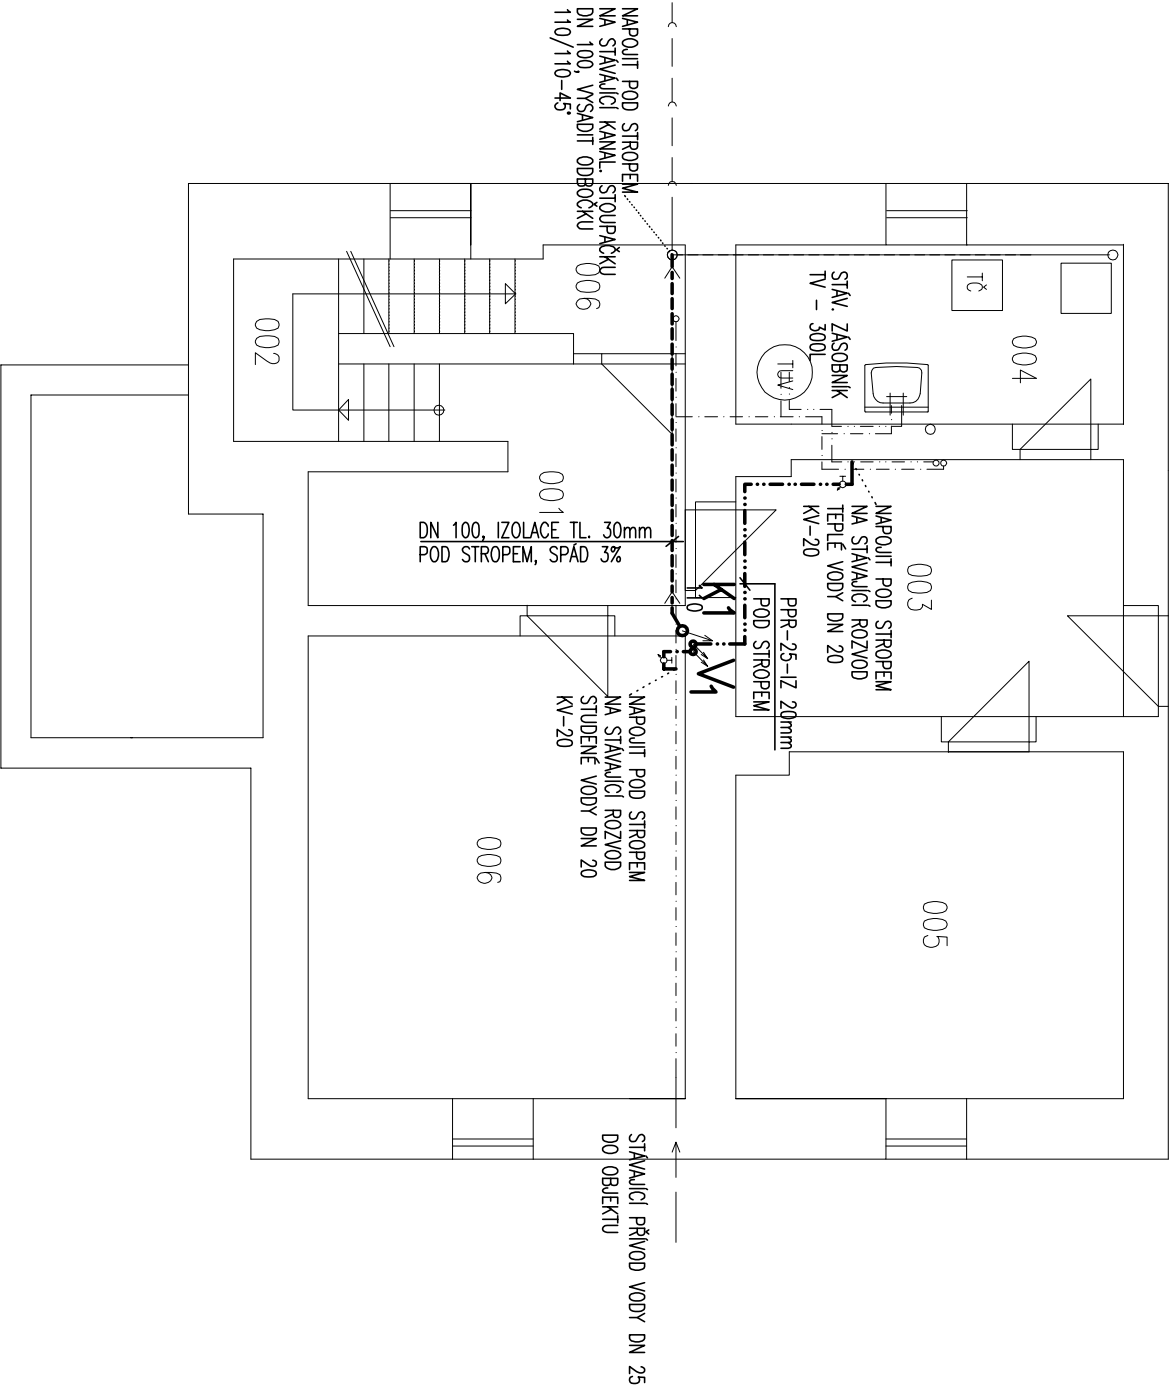 NAPOJIT POD STROPEM
NA STÁVÁJÍCÍ KANAL. STOUPAČKU
DN 100, VYSADIT ODBOČKU
110/110-45°
006
002
TČ
STÁV. ZÁSOBNÍK
TV - 300L
TUV
004
001
DN 100, IZOLACE TL. 30mm
POD STROPEM, SPÁD 3%
NAPOJIT POD STROPEM
NA STÁVAJÍCÍ ROZVOD
TEPLÉ VODY DN 20
KV-20
003
K1
V1
PPR-25-IZ 20mm
POD STROPEM
NAPOJIT POD STROPEM
NA STÁVAJÍCÍ ROZVOD
STUDENÉ VODY DN 20
KV-20
006
005
STÁVAJÍCÍ PŘÍVOD VODY DN 25
DO OBJEKTU